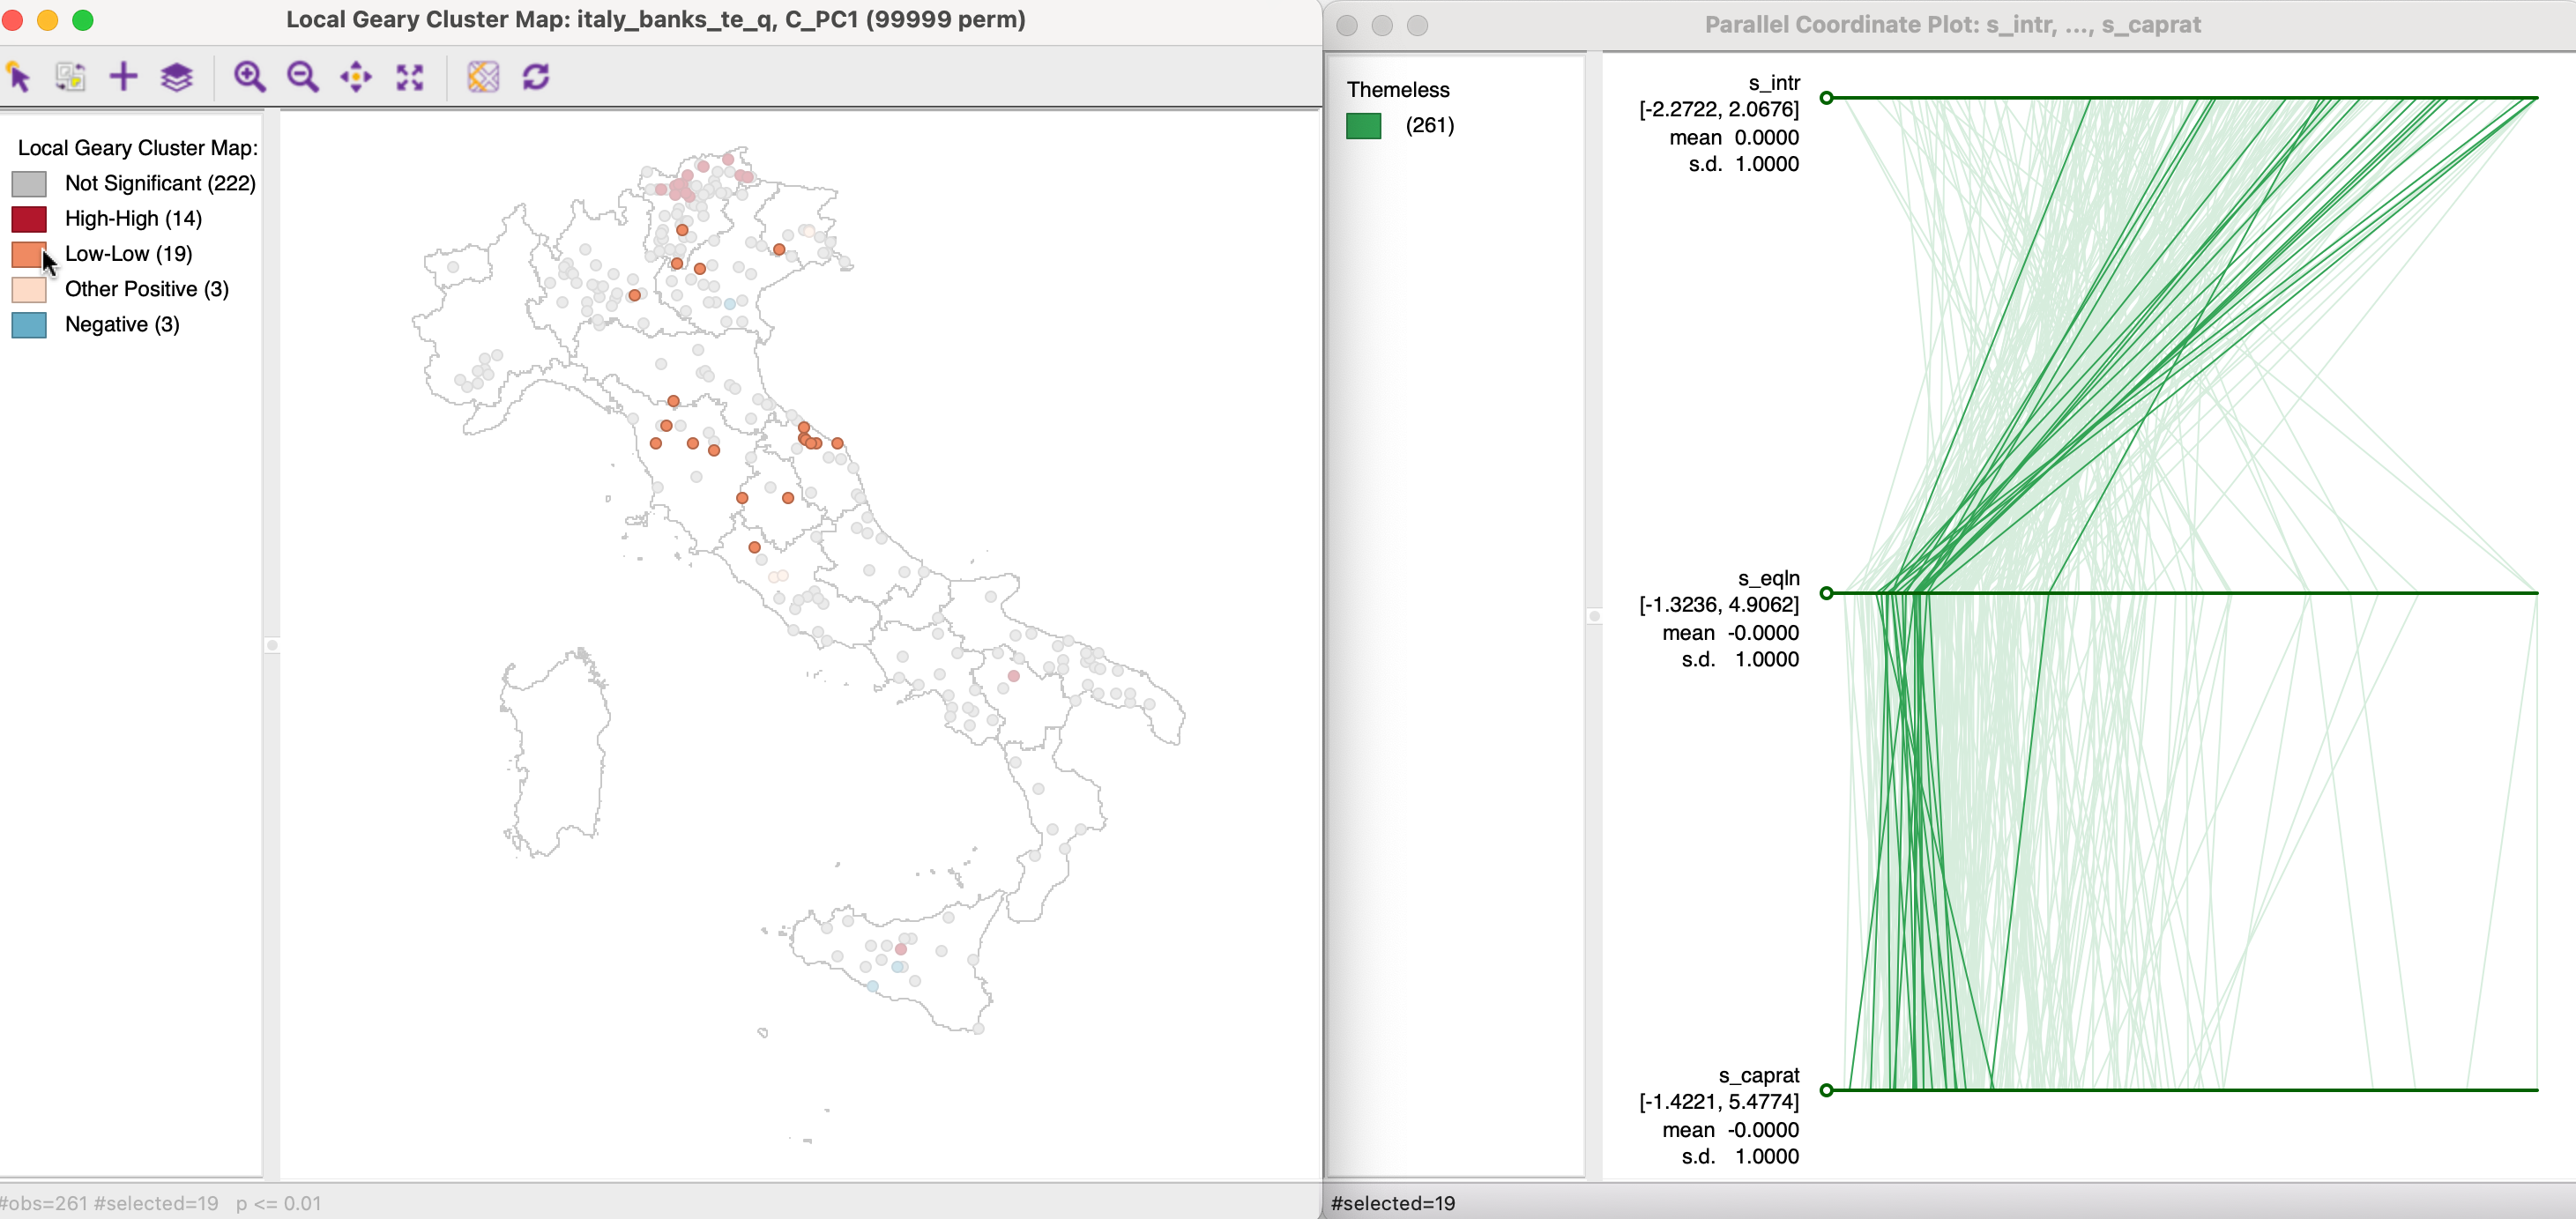 Local Geary Cluster Map: italy_banks_te_q, C_PC1 (99999 perm)
Local Geary Cluster Map:
Not Significant (222)
High-High (14)
Low-Low (19)
Other Positive (3)
Negative (3)
#obs=261 #selected=19 p <= 0.01
Parallel Coordinate Plot: s_intr, ..., s_caprat
Themeless
(261)
s_intr
[-2.2722, 2.0676]
mean 0.0000
s.d. 1.0000
s_eqln
[-1.3236, 4.9062]
mean -0.0000
s.d. 1.0000
s_caprat
[-1.4221, 5.4774]
mean -0.0000
s.d. 1.0000
#selected=19